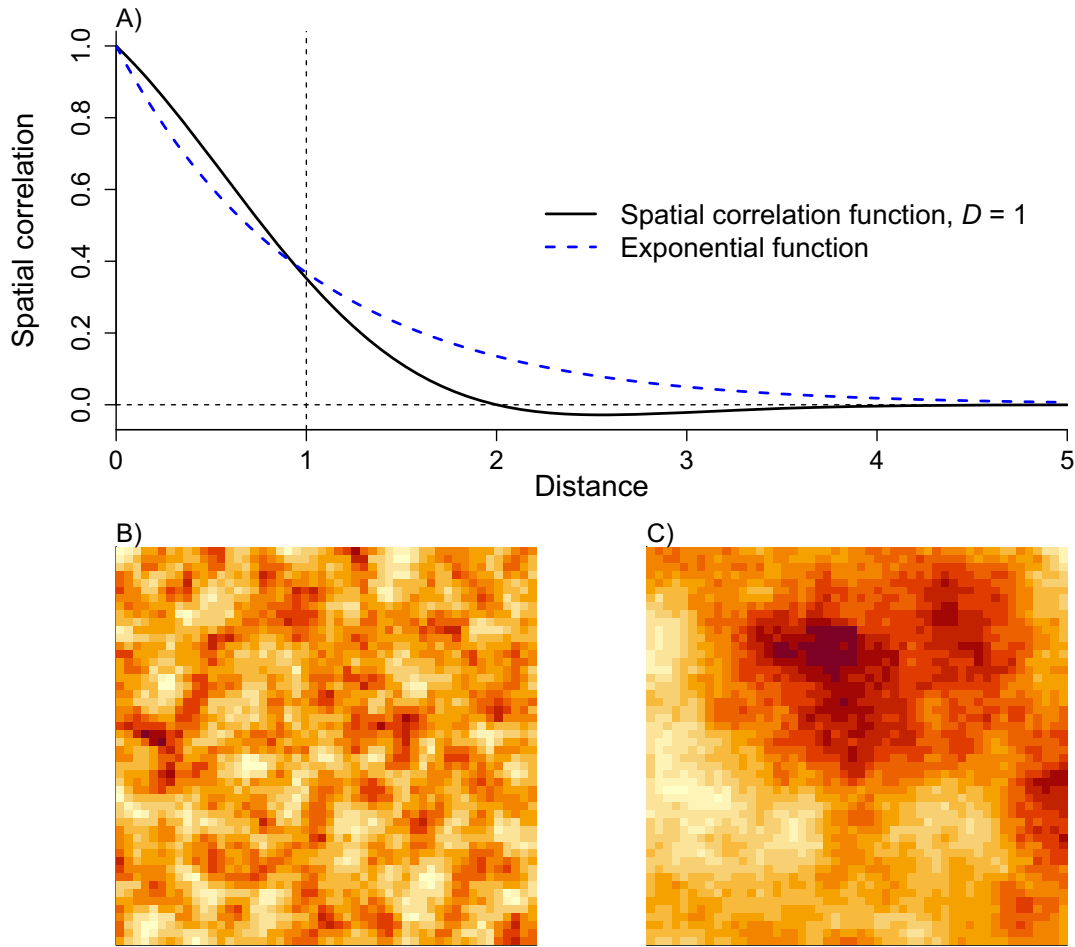 A)
Spatial correlation
1.0
0.8
0.6
0.4
0.2
0.0
Spatial correlation function, D = 1
Exponential function
0 1 2 3 4 5
Distance
B)
C)